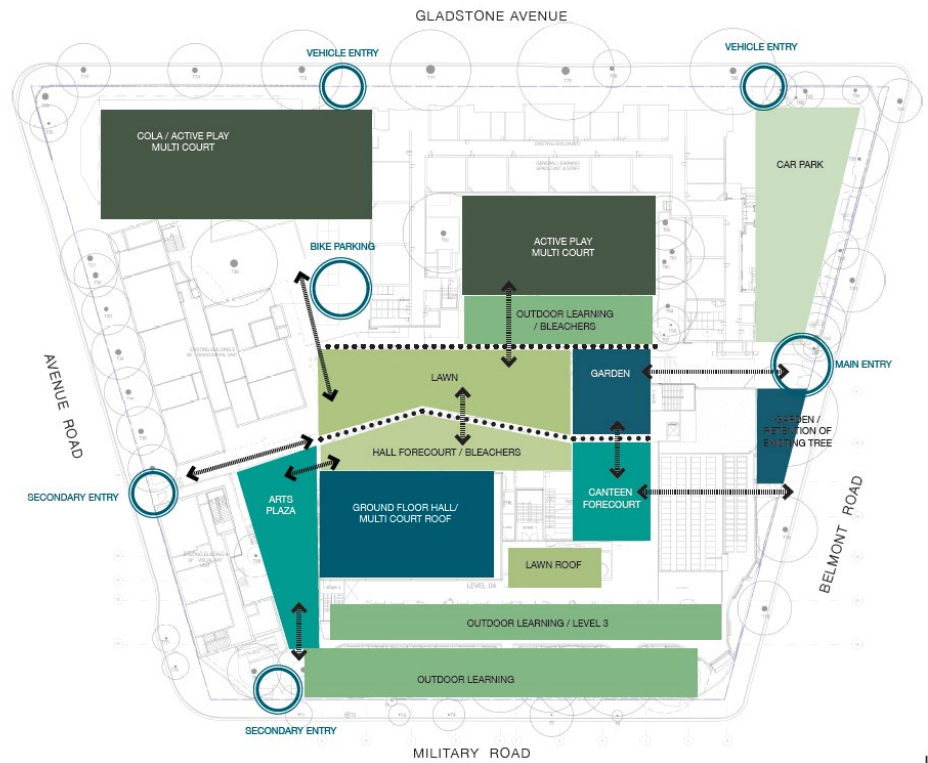 GLADSTONE AVENUE
VEHICLE ENTRY
VEHICLE ENTRY
COLA / ACTIVE PLAY
MULTI COURT
CAR PARK
ACTIVE PLAY
MULTI COURT
BIKE PARKING
OUTDOOR LEARNING
/ BLEACHERS
LAWN
GARDEN
MAIN ENTRY
AVENUE ROAD
GARDEN /
RETENTION OF
EXISTING TREE
HALL FORECOURT / BLEACHERS
SECONDARY ENTRY
ARTS
PLAZA
GROUND FLOOR HALL/
MULTI COURT ROOF
CANTEEN
FORECOURT
BELMONT ROAD
LAWN ROOF
LEVEL 04
OUTDOOR LEARNING / LEVEL 3
OUTDOOR LEARNING
SECONDARY ENTRY
MILITARY ROAD